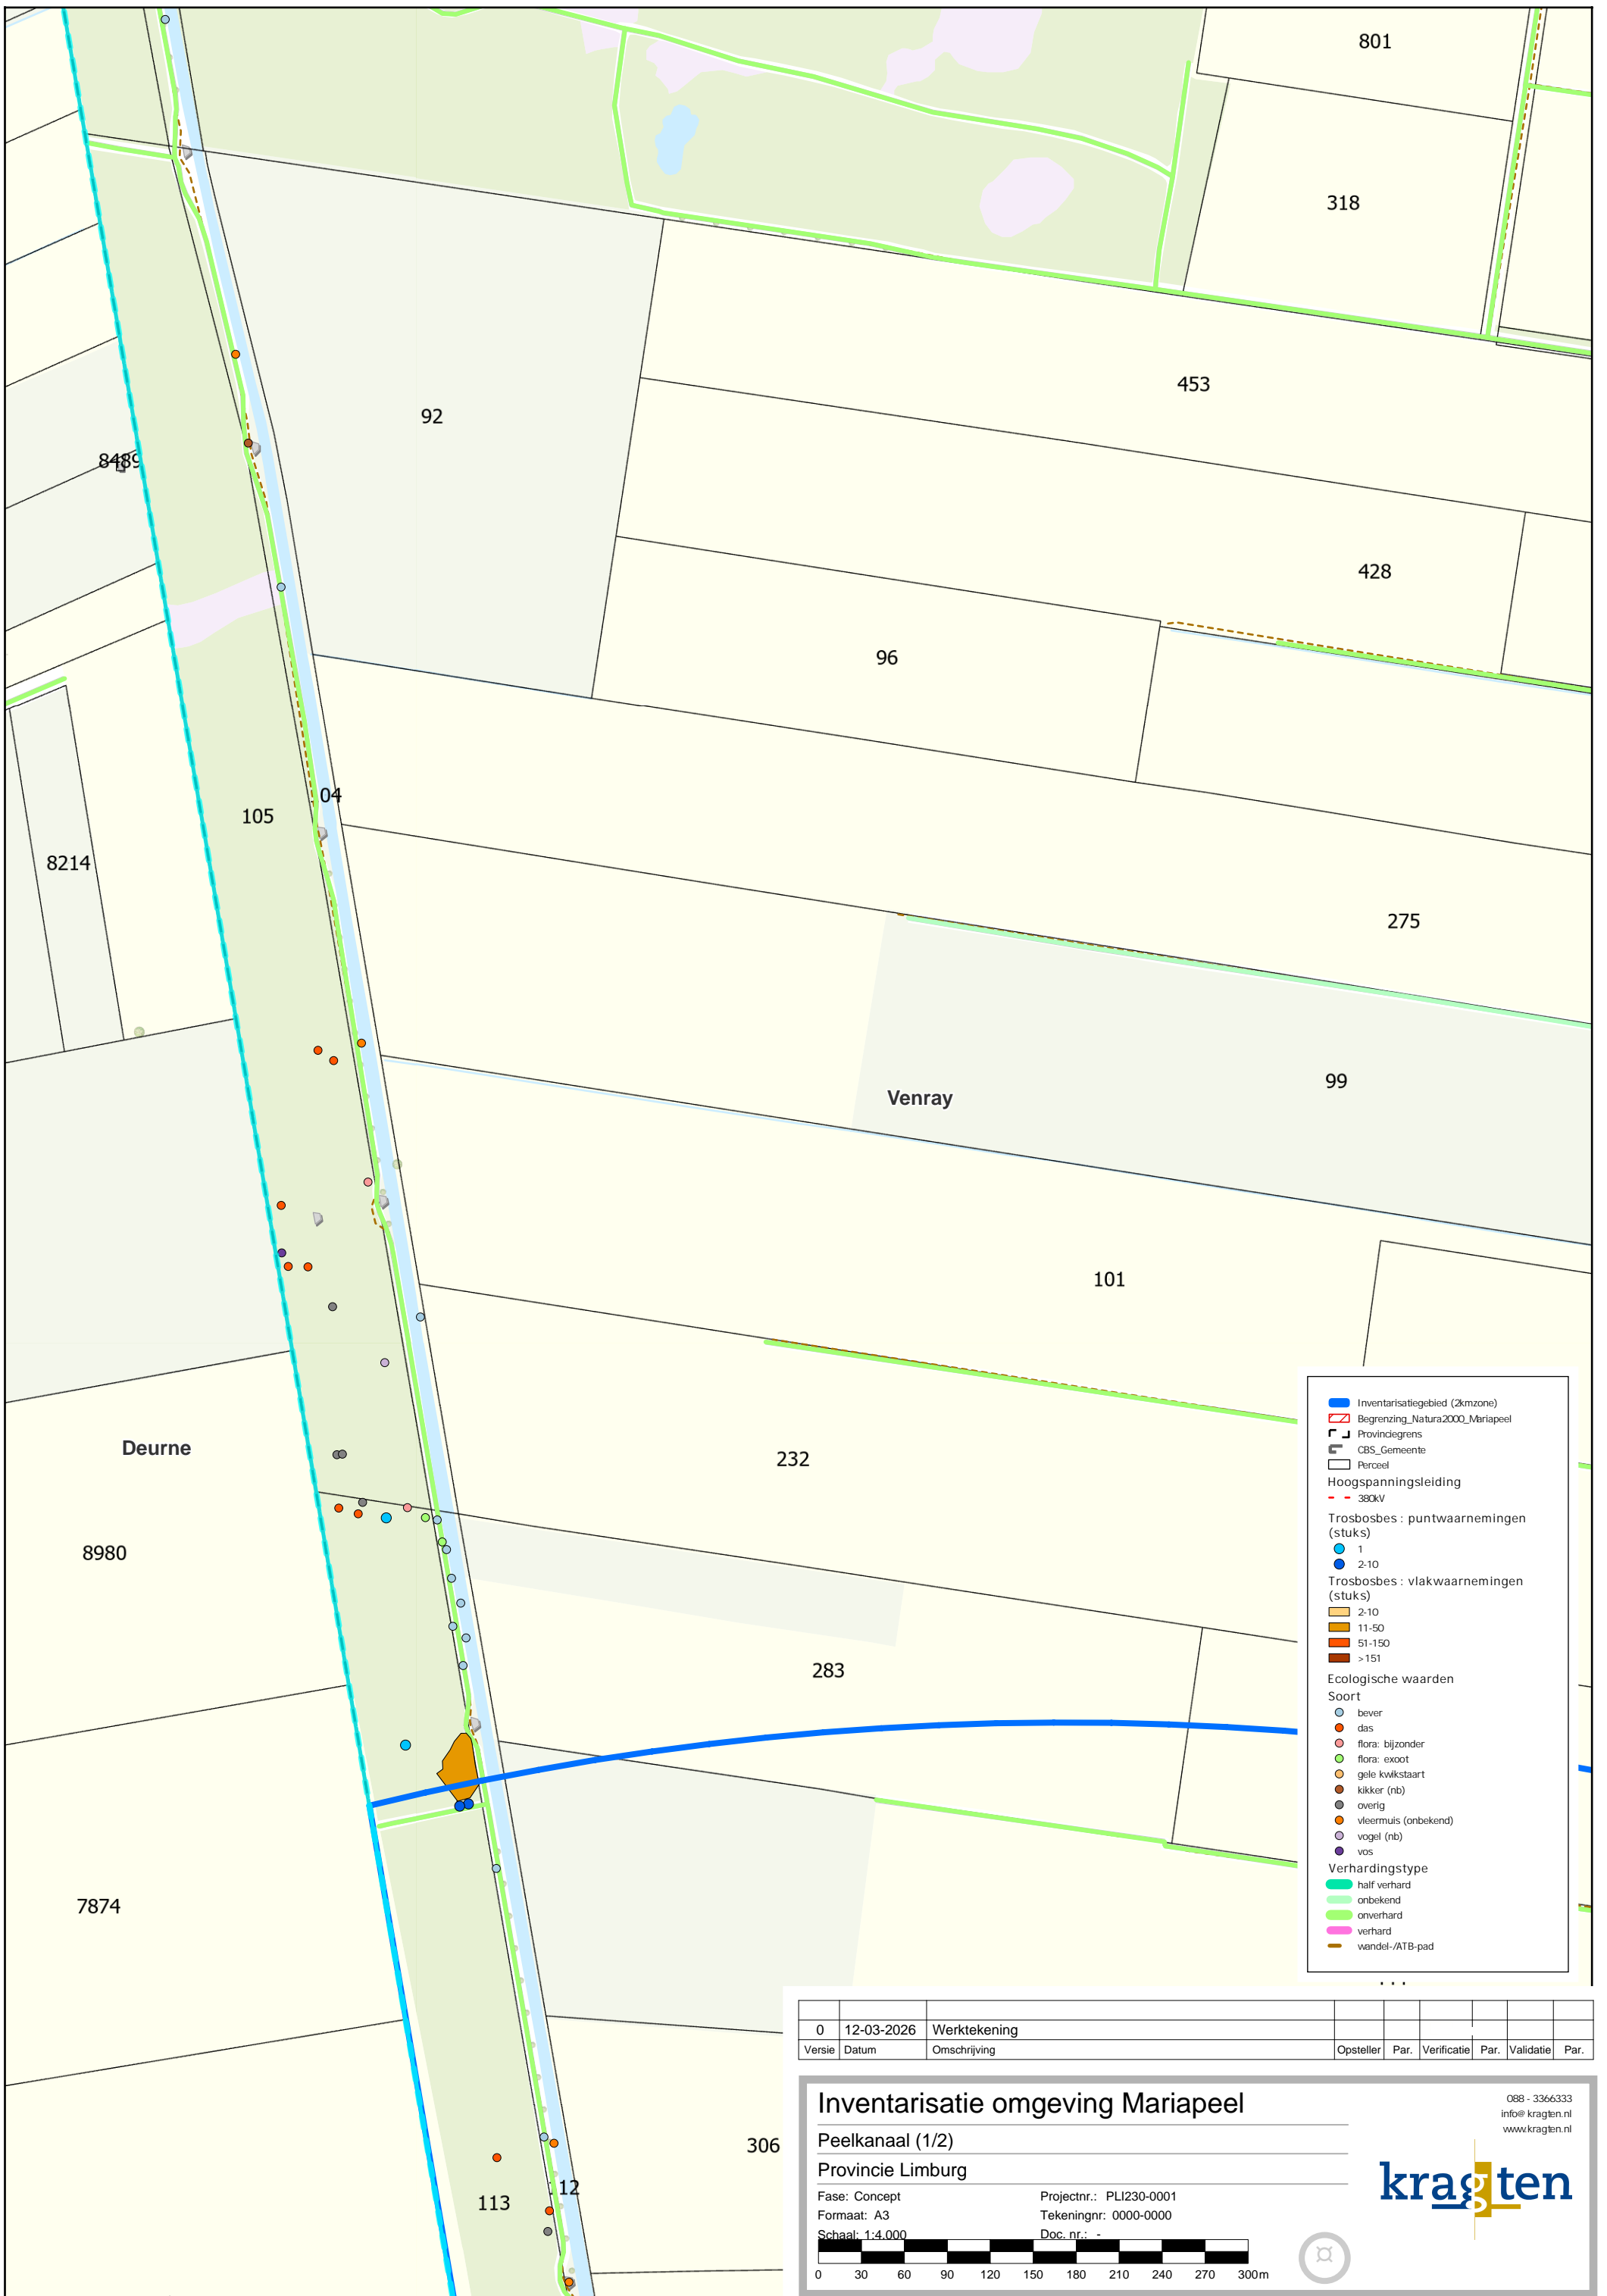 801
318
453
92
8489
428
96
105
04
8214
275
99
Venray
101
Deurne
232
8980
283
7874
306
113
12
Inventarisatiegebied (2kmzone)
Begrenzing_Natura2000_Mariapeel
Provinciegrens
CBS_Gemeente
Perceel
Hoogspanningsleiding
380kV
Trosbosbes : puntwaarnemingen
(stuks)
1
2-10
Trosbosbes : vlakwaarnemingen
(stuks)
2-10
11-50
51-150
>151
Ecologische waarden
Soort
bever
das
flora: bijzonder
flora: exoot
gele kwikstaart
kikker (nb)
overig
vleermuis (onbekend)
vogel (nb)
vos
Verhardingstype
half verhard
onbekend
onverhard
verhard
wandel-/ATB-pad
0 12-03-2026 Werktekening
Versie Datum Omschrijving Opsteller Par. Verificatie Par. Validatie Par.
Inventarisatie omgeving Mariapeel
Peelkanaal (1/2)
Provincie Limburg
Fase: Concept Projectnr.: PLI230-0001
Formaat: A3 Tekeningnr: 0000-0000
Schaal: 1:4.000 Doc. nr.: -
0 30 60 90 120 150 180 210 240 270 300m
088 - 3366333
info@kragten.nl
www.kragten.nl
kragten